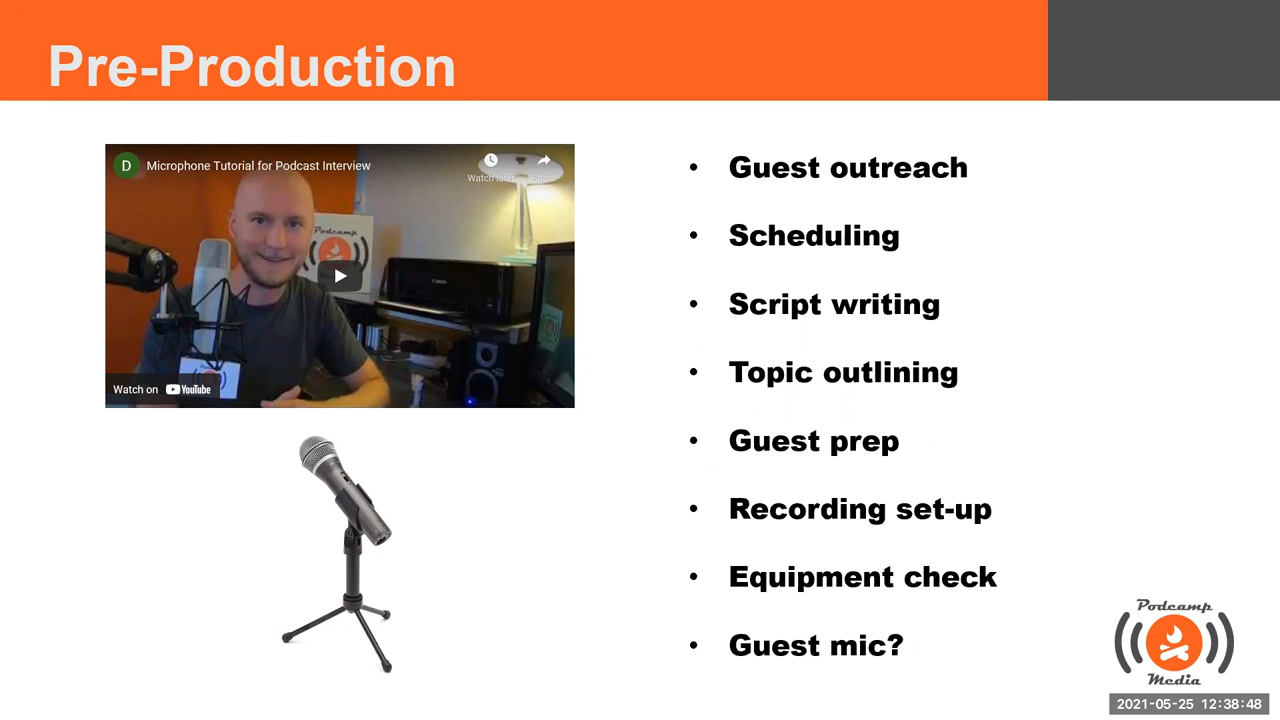 Pre-Production
D
Microphone Tutorial for Podcast Interview
Watch later
Share
Podcamp
Canon
Watch on YouTube
• Guest outreach
• Scheduling
• Script writing
• Topic outlining
• Guest prep
• Recording set-up
• Equipment check
• Guest mic?
Podcamp
Media
2021-05-25 12:38:48